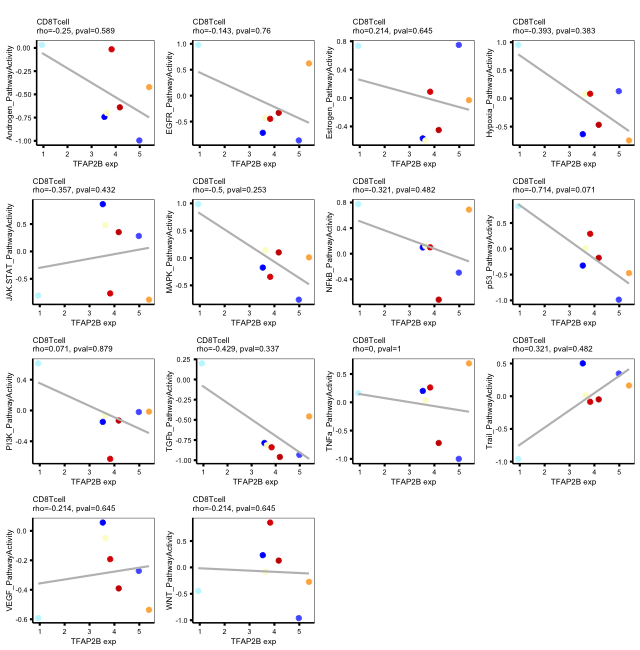 CD8Tcell
rho=-0.25, pval=0.589
Androgen_PathwayActivity
0.00
-0.25
-0.50
-0.75
-1.00
1 2 3 4 5
TFAP2B exp
CD8Tcell
rho=-0.143, pval=0.76
EGFR_PathwayActivity
1.0
0.5
0.0
-0.5
1 2 3 4 5
TFAP2B exp
CD8Tcell
rho=0.214, pval=0.645
Estrogen_PathwayActivity
0.8
0.4
0.0
-0.4
1 2 3 4 5
TFAP2B exp
CD8Tcell
rho=-0.393, pval=0.383
Hypoxia_PathwayActivity
1.0
0.5
0.0
-0.5
1 2 3 4 5
TFAP2B exp
CD8Tcell
rho=-0.357, pval=0.432
JAK-STAT_PathwayActivity
0.5
0.0
-0.5
1 2 3 4 5
TFAP2B exp
CD8Tcell
rho=-0.5, pval=0.253
MAPK_PathwayActivity
1.0
0.5
0.0
-0.5
1 2 3 4 5
TFAP2B exp
CD8Tcell
rho=-0.321, pval=0.482
NFkB_PathwayActivity
0.8
0.4
0.0
-0.4
1 2 3 4 5
TFAP2B exp
CD8Tcell
rho=-0.714, pval=0.071
p53_PathwayActivity
0.5
0.0
-0.5
-1.0
1 2 3 4 5
TFAP2B exp
CD8Tcell
rho=0.071, pval=0.879
PI3K_PathwayActivity
0.4
0.0
-0.4
1 2 3 4 5
TFAP2B exp
CD8Tcell
rho=-0.429, pval=0.337
TGFb_PathwayActivity
0.25
0.00
-0.25
-0.50
-0.75
-1.00
1 2 3 4 5
TFAP2B exp
CD8Tcell
rho=0, pval=1
TNFa_PathwayActivity
0.5
0.0
-0.5
-1.0
1 2 3 4 5
TFAP2B exp
CD8Tcell
rho=0.321, pval=0.482
Trail_PathwayActivity
0.5
0.0
-0.5
-1.0
1 2 3 4 5
TFAP2B exp
CD8Tcell
rho=-0.214, pval=0.645
VEGF_PathwayActivity
0.0
-0.2
-0.4
-0.6
1 2 3 4 5
TFAP2B exp
CD8Tcell
rho=-0.214, pval=0.645
WNT_PathwayActivity
0.5
0.0
-0.5
-1.0
1 2 3 4 5
TFAP2B exp